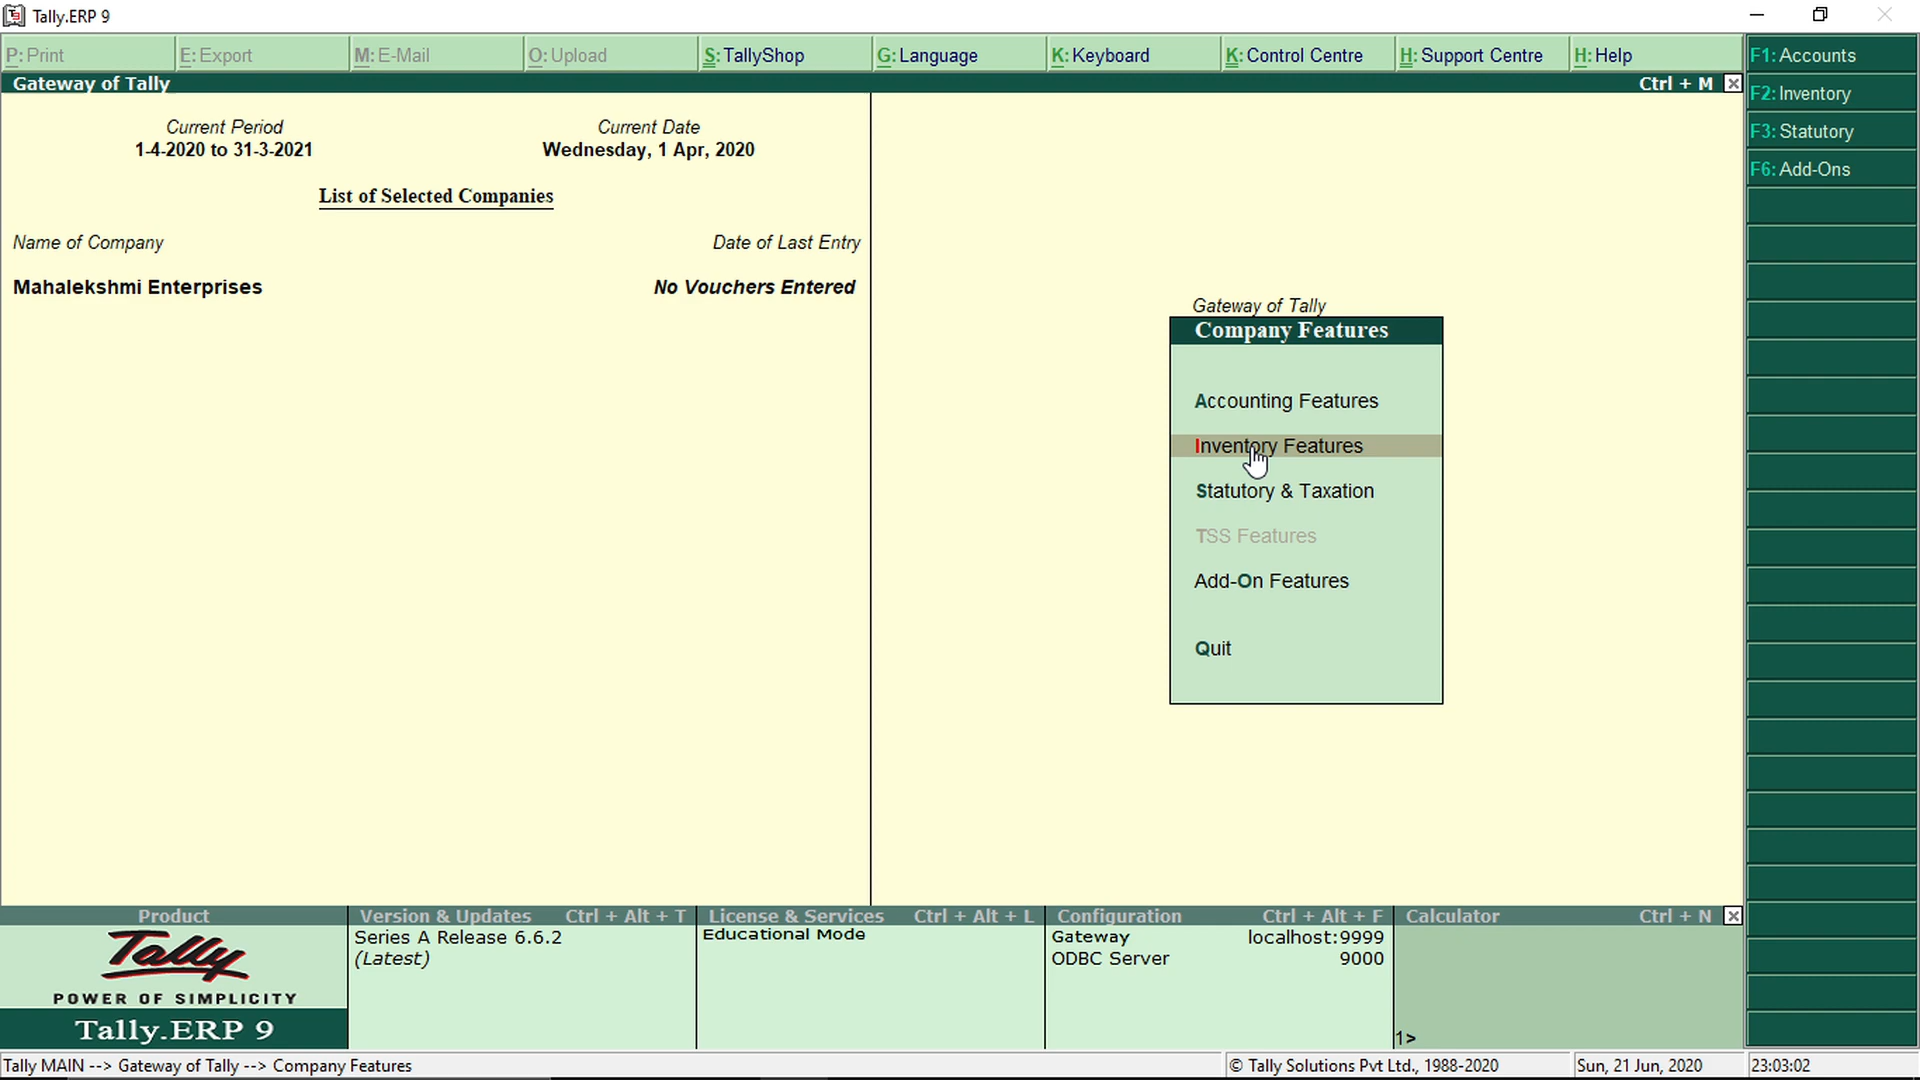 Tally.ERP 9
P: Print E: Export M: E-Mail O: Upload S: TallyShop G: Language K: Keyboard K: Control Centre H: Support Centre H: Help
F1: Accounts
F2: Inventory
F3: Statutory
F6: Add-Ons
Gateway of Tally Ctrl + M
Current Period Current Date
1-4-2020 to 31-3-2021 Wednesday, 1 Apr, 2020
List of Selected Companies
Name of Company Date of Last Entry
Mahalekshmi Enterprises No Vouchers Entered
Gateway of Tally
Company Features
Accounting Features
Inventory Features
Statutory & Taxation
TSS Features
Add-On Features
Quit
Product
Tally
POWER OF SIMPLICITY
Tally.ERP 9
Version & Updates Ctrl + Alt + T
Series A Release 6.6.2
(Latest)
License & Services Ctrl + Alt + L
Educational Mode
Configuration Ctrl + Alt + F
Gateway localhost:9999
ODBC Server 9000
Calculator Ctrl + N
1>
Tally MAIN --> Gateway of Tally --> Company Features © Tally Solutions Pvt Ltd., 1988-2020 Sun, 21 Jun, 2020 23:03:02